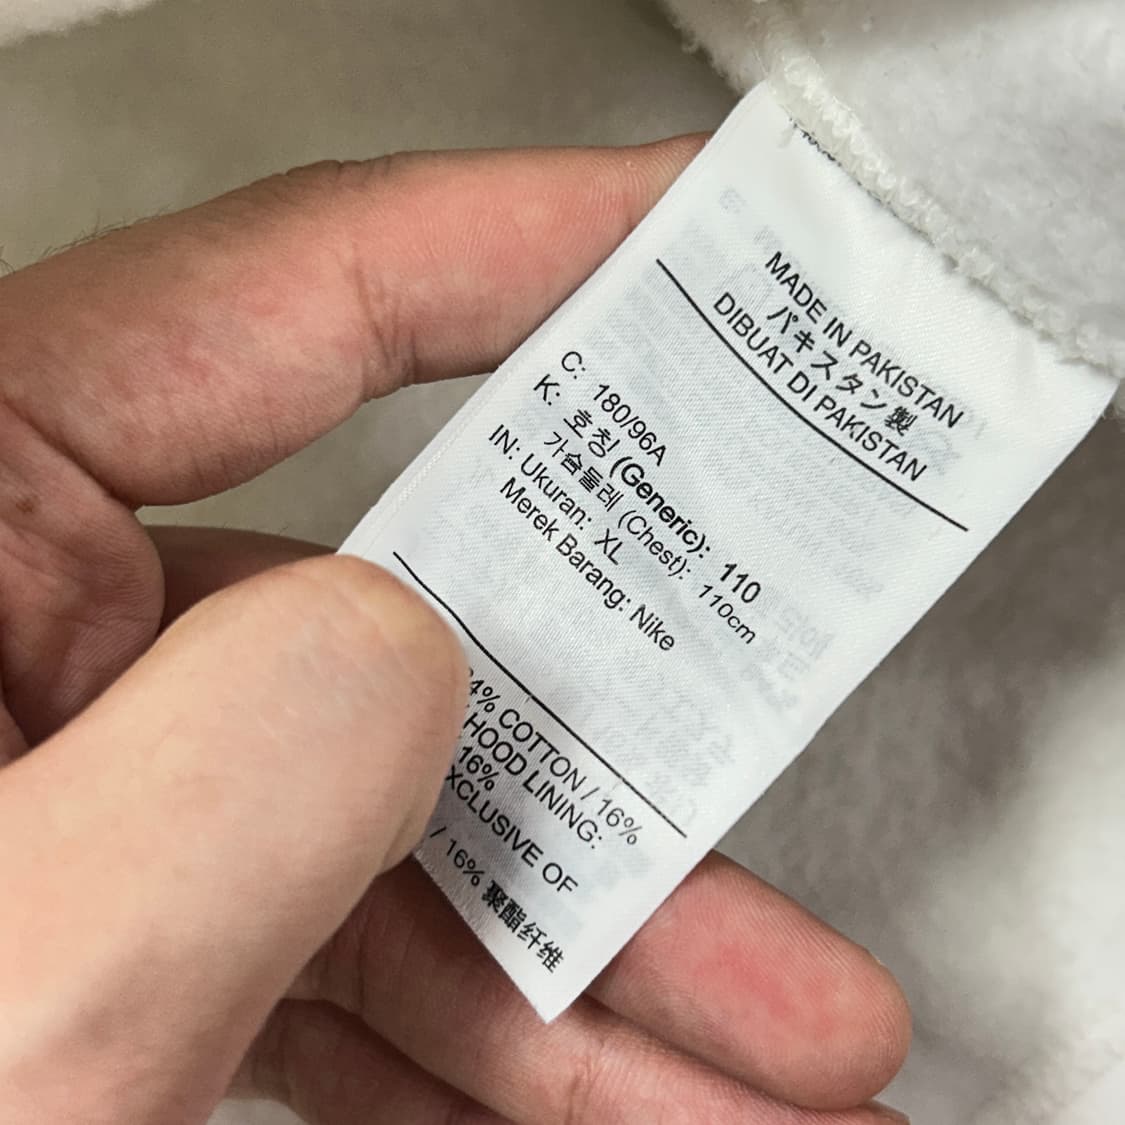 MADE IN PAKISTAN
パキスタン製
DIBUAT DI PAKISTAN
C: 180/96A
K: 호칭 (Generic): 110
가슴둘레 (Chest): 110cm
IN: Ukuran: XL
Merek Barang: Nike
4% COTTON / 16%
HOOD LINING:
16%
XCLUSIVE OF
/ 16% 聚酯纤维